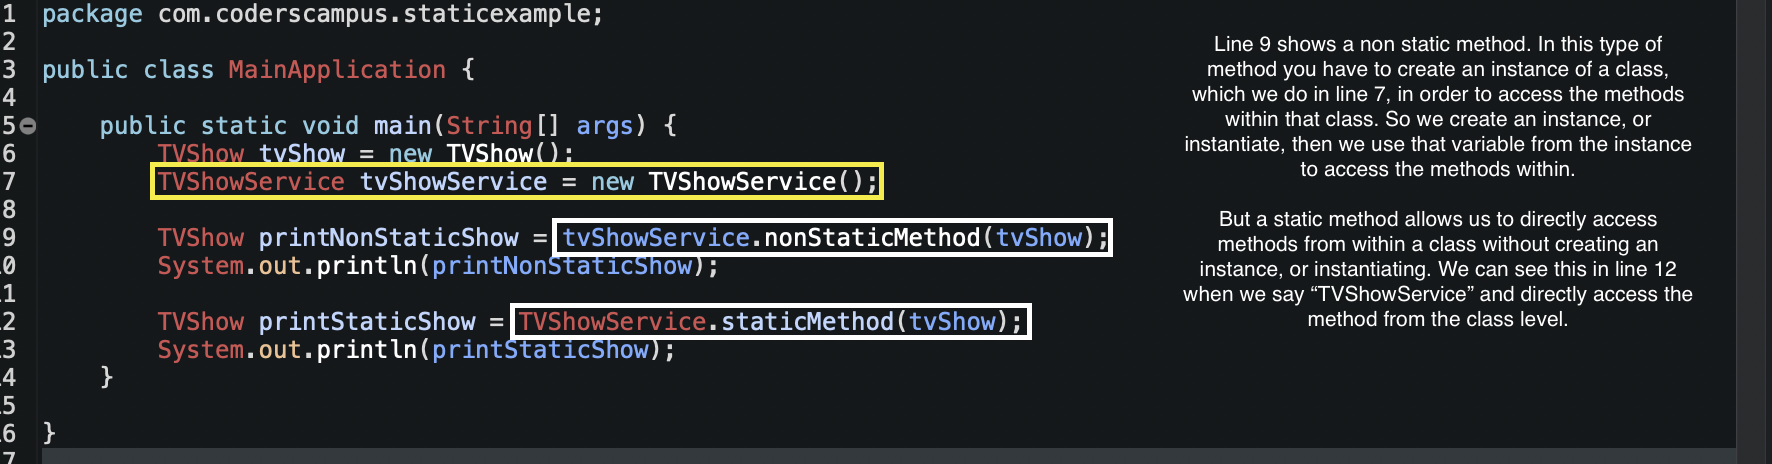 1 package com.coderscampus.staticexample;
2
3 public class MainApplication {
4
5 public static void main(String[] args) {
6 TVShow tvShow = new TVShow();
7 TVShowService tvShowService = new TVShowService();
8
9 TVShow printNonStaticShow = tvShowService.nonStaticMethod(tvShow);
0 System.out.println(printNonStaticShow);
1
2 TVShow printStaticShow = TVShowService.staticMethod(tvShow);
3 System.out.println(printStaticShow);
4 }
5
6 }
7
Line 9 shows a non static method. In this type of
method you have to create an instance of a class,
which we do in line 7, in order to access the methods
within that class. So we create an instance, or
instantiate, then we use that variable from the instance
to access the methods within.
But a static method allows us to directly access
methods from within a class without creating an
instance, or instantiating. We can see this in line 12
when we say “TVShowService” and directly access the
method from the class level.